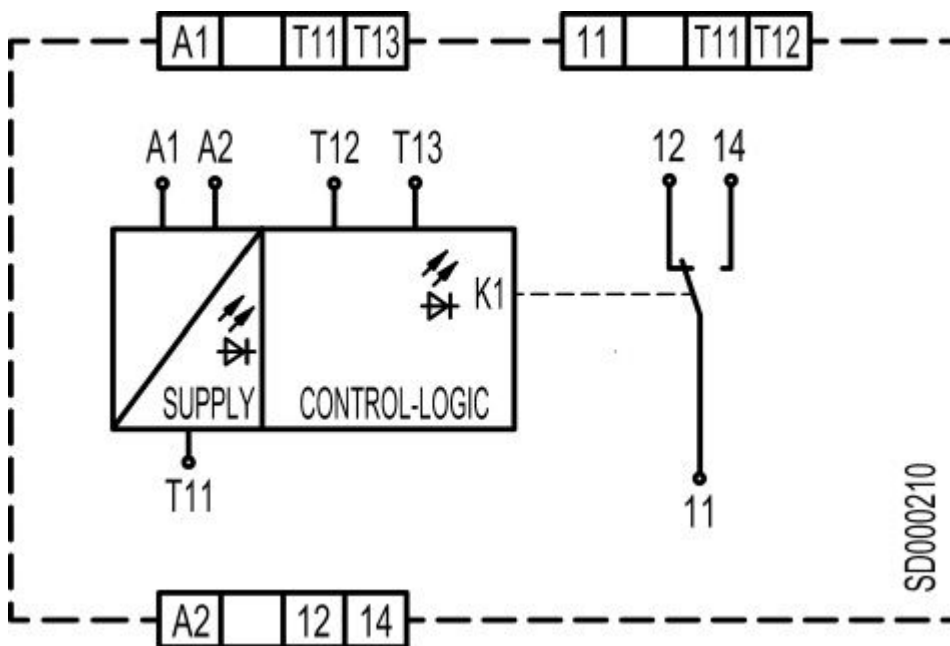 A1 T11 T13 11 T11 T12
A1 A2 T12 T13 12 14
K1
SUPPLY CONTROL-LOGIC
T11
11
SD000210
A2 12 14